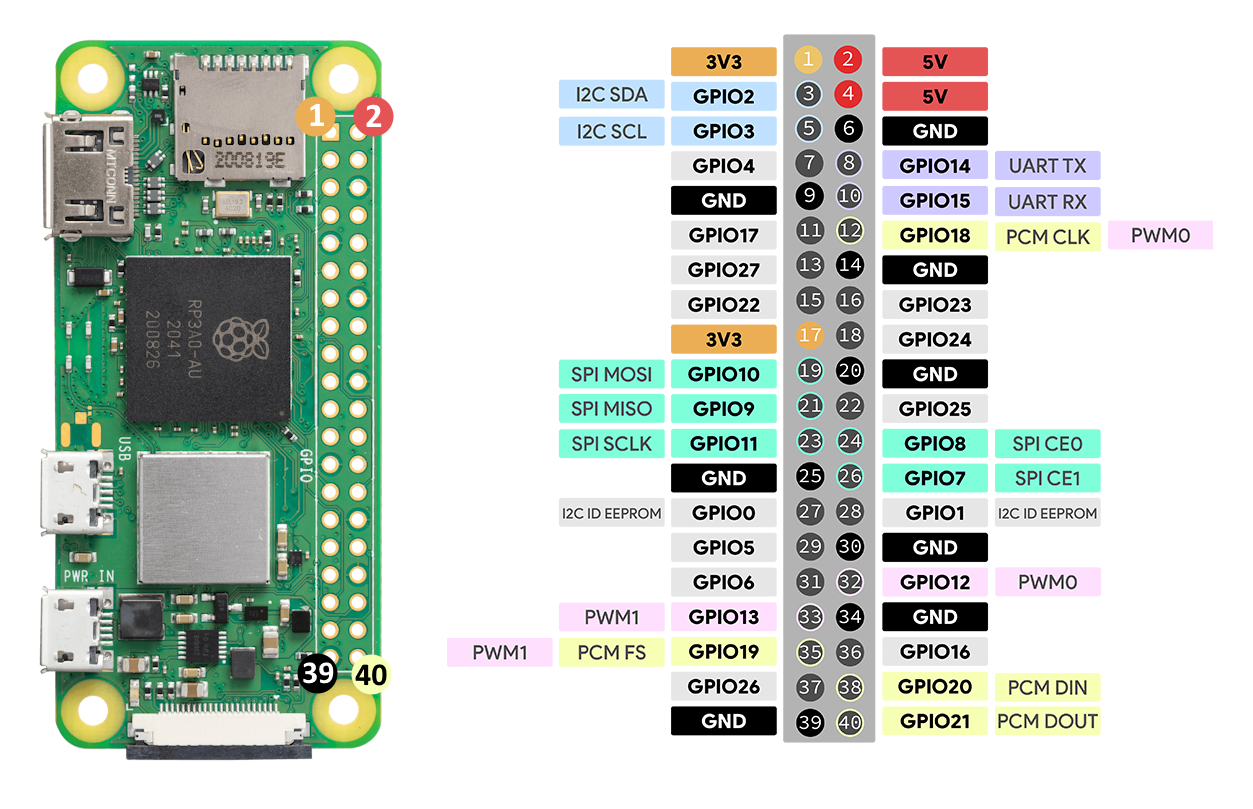 1 2
200819E
MTCONN
RP3A0-AU
2041
200826
USB
GPIO
PWR IN
39 40
3V3 1 2 5V
I2C SDA GPIO2 3 4 5V
I2C SCL GPIO3 5 6 GND
GPIO4 7 8 GPIO14 UART TX
GND 9 10 GPIO15 UART RX
GPIO17 11 12 GPIO18 PCM CLK PWM0
GPIO27 13 14 GND
GPIO22 15 16 GPIO23
3V3 17 18 GPIO24
SPI MOSI GPIO10 19 20 GND
SPI MISO GPIO9 21 22 GPIO25
SPI SCLK GPIO11 23 24 GPIO8 SPI CE0
GND 25 26 GPIO7 SPI CE1
I2C ID EEPROM GPIO0 27 28 GPIO1 I2C ID EEPROM
GPIO5 29 30 GND
GPIO6 31 32 GPIO12 PWM0
PWM1 GPIO13 33 34 GND
PWM1 PCM FS GPIO19 35 36 GPIO16
GPIO26 37 38 GPIO20 PCM DIN
GND 39 40 GPIO21 PCM DOUT